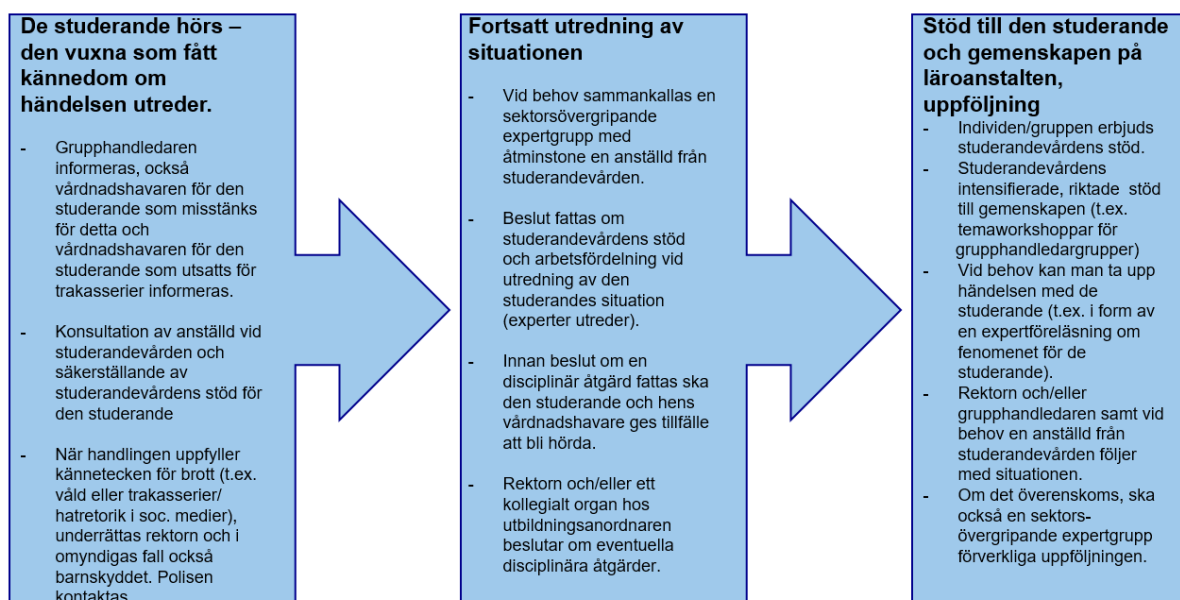 De studerande hörs –
den vuxna som fått
kännedom om
händelsen utreder.
- Grupphandledaren
informeras, också
vårdnadshavaren för den
studerande som misstänks
för detta och
vårdnadshavaren för den
studerande som utsatts för
trakasserier informeras.
- Konsultation av anställd vid
studerandevården och
säkerställande av
studerandevårdens stöd för
den studerande
- När handlingen uppfyller
kännetecken för brott (t.ex.
våld eller trakasserier/
hatretorik i soc. medier),
underrättas rektorn och i
omyndigas fall också
barnskyddet. Polisen
kontaktas
Fortsatt utredning av
situationen
- Vid behov sammankallas en
sektorsövergripande
expertgrupp med
åtminstone en anställd från
studerandevården.
- Beslut fattas om
studerandevårdens stöd
och arbetsfördelning vid
utredning av den
studerandes situation
(experter utreder).
- Innan beslut om en
disciplinär åtgärd fattas ska
den studerande och hens
vårdnadshavare ges tillfälle
att bli hörda.
- Rektorn och/eller ett
kollegialt organ hos
utbildningsanordnaren
beslutar om eventuella
disciplinära åtgärder.
Stöd till den studerande
och gemenskapen på
läroanstalten,
uppföljning
- Individen/gruppen erbjuds
studerandevårdens stöd.
- Studerandevårdens
intensifierade, riktade stöd
till gemenskapen (t.ex.
temaworkshoppar för
grupphandledargrupper)
- Vid behov kan man ta upp
händelsen med de
studerande (t.ex. i form av
en expertföreläsning om
fenomenet för de
studerande).
- Rektorn och/eller
grupphandledaren samt vid
behov en anställd från
studerandevården följer
med situationen.
- Om det överenskoms, ska
också en sektors-
övergripande expertgrupp
förverkliga uppföljningen.